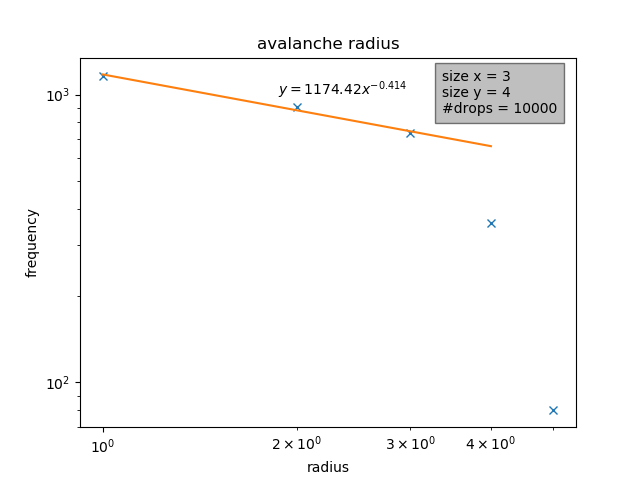 avalanche radius
y = 1174.42x^{-0.414}
size x = 3
size y = 4
#drops = 10000
10^3
10^2
frequency
10^0
2 × 10^0
3 × 10^0
4 × 10^0
radius